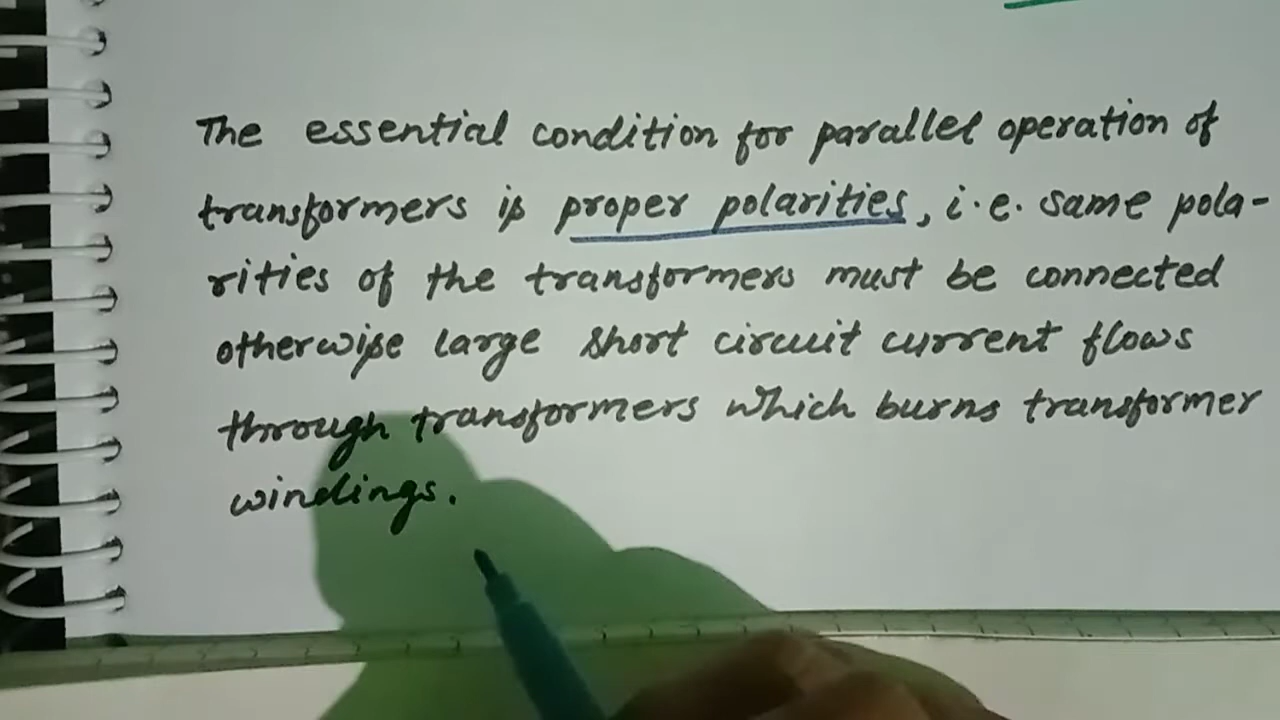 The essential condition for parallel operation of
transformers is proper polarities, i.e. same pola-
rities of the transformers must be connected
otherwise large short circuit current flows
through transformers which burns transformer
windings.